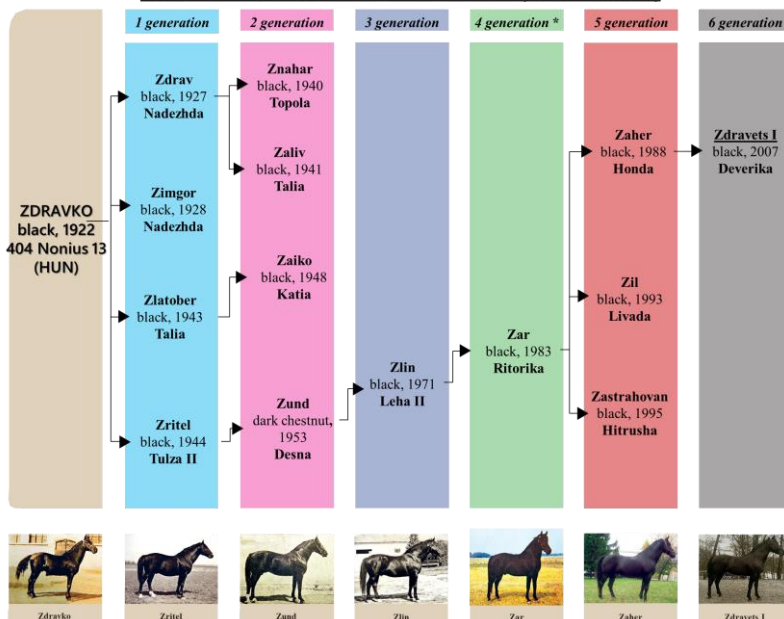 1 generation
2 generation
3 generation
4 generation *
5 generation
6 generation
ZDRAVKO
black, 1922
404 Nonius 13
(HUN)
Zdrav
black, 1927
Nadezhda
Zimgor
black, 1928
Nadezhda
Zlatober
black, 1943
Talia
Zritel
black, 1944
Tulza II
Znahar
black, 1940
Topola
Zaliv
black, 1941
Talia
Zaiko
black, 1948
Katia
Zund
dark chestnut,
1953
Desna
Zlin
black, 1971
Leha II
Zar
black, 1983
Ritorika
Zaher
black, 1988
Honda
Zil
black, 1993
Livada
Zastrahovan
black, 1995
Hitrusha
Zdravets I
black, 2007
Deverika
Zdravko
Zritel
Zund
Zlin
Zar
Zaher
Zdravets I